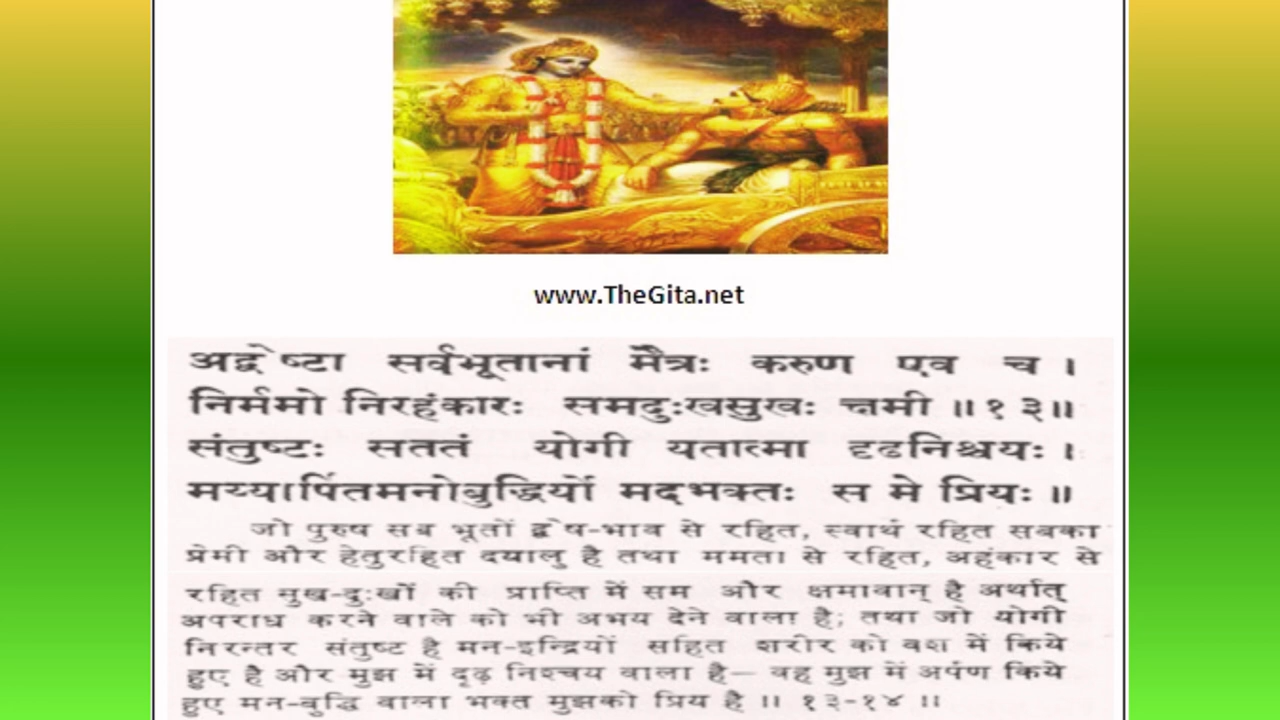 www.TheGita.net
अद्वेष्टा सर्वभूतानां मैत्रः करुण एव च ।
निर्ममो निरहंकारः समदुःखसुखः क्षमी ॥१३॥
संतुष्टः सततं योगी यतात्मा दृढनिश्चयः ।
मय्यार्पितमनोबुद्धियों मदभक्तः स मे प्रियः ॥
जो पुरुष सब भूतों द्वेष-भाव से रहित, स्वार्थ रहित सबका
प्रेमी और हेतुरहित दयालु है तथा ममता से रहित, अहंकार से
रहित सुख-दुःखों की प्राप्ति में सम और क्षमावान् है अर्थात्
अपराध करने वाले को भी अभय देने वाला है; तथा जो योगी
निरन्तर संतुष्ट है मन-इन्द्रियों सहित शरीर को वश में किये
हुए है और मुझ में दृढ़ निश्चय वाला है— वह मुझ में अर्पण किये
हुए मन-बुद्धि वाला भक्त मुझको प्रिय है ॥ १३-१४ ॥